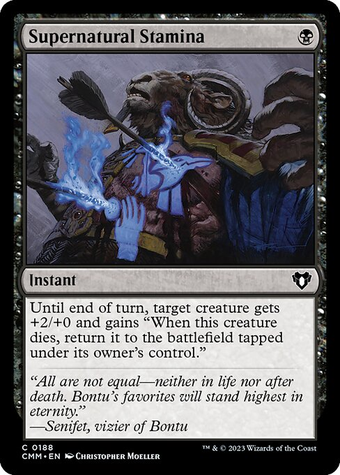 Supernatural Stamina
Instant
Until end of turn, target creature gets
+2/+0 and gains “When this creature
dies, return it to the battlefield tapped
under its owner’s control.”
“All are not equal—neither in life nor after
death. Bontu’s favorites will stand highest in
eternity.”
—Senifet, vizier of Bontu
C 0188
CMM • EN Christopher Moeller
™ & © 2023 Wizards of the Coast